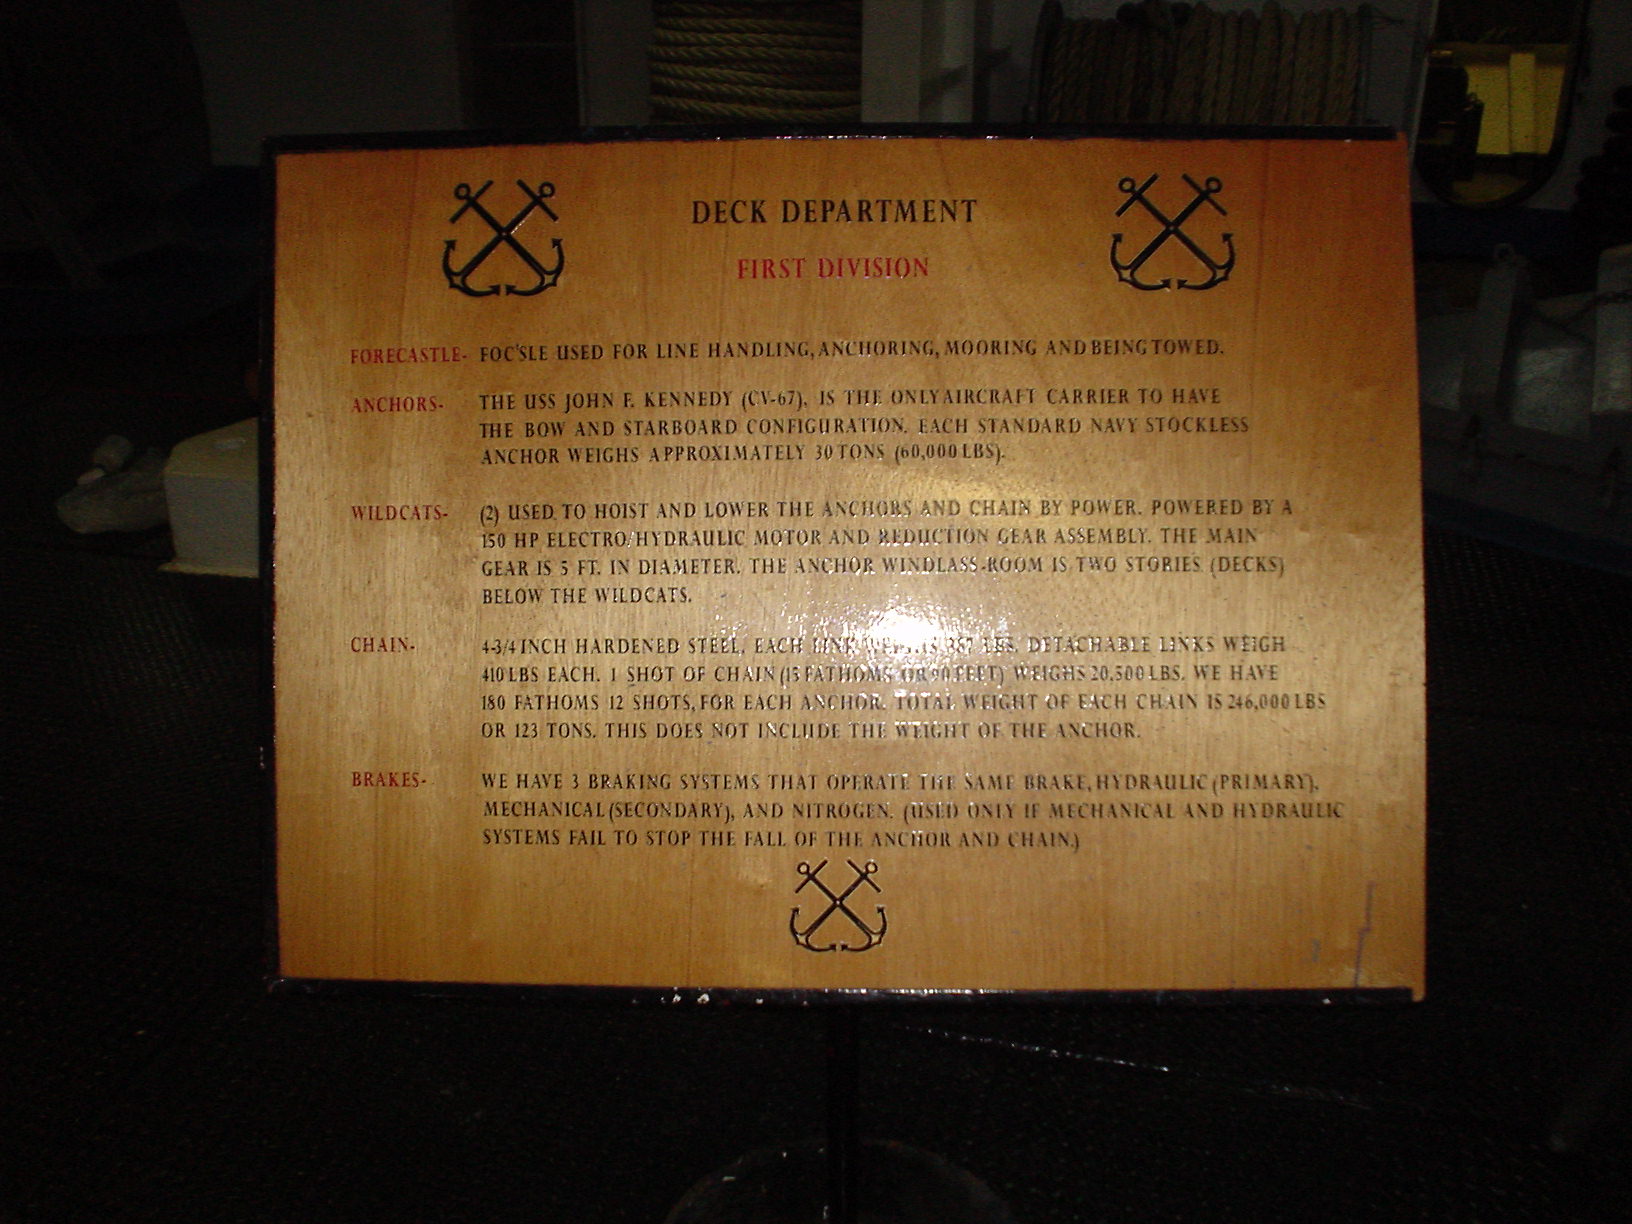 DECK DEPARTMENT
FIRST DIVISION
FORECASTLE- FOC'SLE USED FOR LINE HANDLING, ANCHORING, MOORING AND BEING TOWED.
ANCHORS- THE USS JOHN F. KENNEDY (CV-67), IS THE ONLY AIRCRAFT CARRIER TO HAVE
THE BOW AND STARBOARD CONFIGURATION. EACH STANDARD NAVY STOCKLESS
ANCHOR WEIGHS APPROXIMATELY 30 TONS (60,000 LBS).
WILDCATS- (2) USED TO HOIST AND LOWER THE ANCHORS AND CHAIN BY POWER. POWERED BY A
150 HP ELECTRO/HYDRAULIC MOTOR AND REDUCTION GEAR ASSEMBLY. THE MAIN
GEAR IS 5 FT. IN DIAMETER. THE ANCHOR WINDLASS-ROOM IS TWO STORIES (DECKS)
BELOW THE WILDCATS.
CHAIN- 4-3/4 INCH HARDENED STEEL, EACH LINK WEIGHS LBS. DETACHABLE LINKS WEIGH
410 LBS EACH. 1 SHOT OF CHAIN (15 FATHOMS OR 90 FEET) WEIGHS 20,500 LBS. WE HAVE
180 FATHOMS 12 SHOTS, FOR EACH ANCHOR. TOTAL WEIGHT OF EACH CHAIN IS 246,000 LBS
OR 123 TONS. THIS DOES NOT INCLUDE THE WEIGHT OF THE ANCHOR.
BRAKES- WE HAVE 3 BRAKING SYSTEMS THAT OPERATE THE SAME BRAKE, HYDRAULIC (PRIMARY),
MECHANICAL (SECONDARY), AND NITROGEN. (USED ONLY IF MECHANICAL AND HYDRAULIC
SYSTEMS FAIL TO STOP THE FALL OF THE ANCHOR AND CHAIN.)